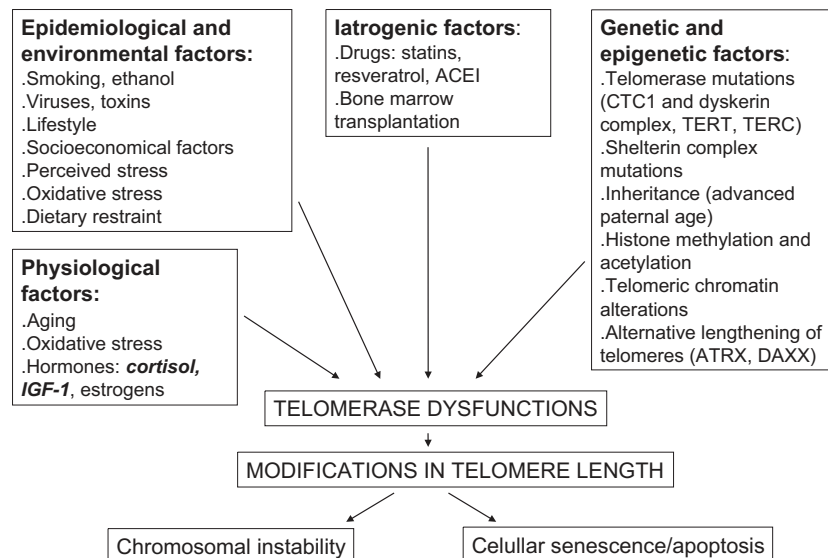 Epidemiological and
environmental factors:
.Smoking, ethanol
.Viruses, toxins
.Lifestyle
.Socioeconomical factors
.Perceived stress
.Oxidative stress
.Dietary restraint
Iatrogenic factors:
.Drugs: statins,
resveratrol, ACEI
.Bone marrow
transplantation
Genetic and
epigenetic factors:
.Telomerase mutations
(CTC1 and dyskerin
complex, TERT, TERC)
.Shelterin complex
mutations
.Inheritance (advanced
paternal age)
.Histone methylation and
acetylation
.Telomeric chromatin
alterations
.Alternative lengthening of
telomeres (ATRX, DAXX)
Physiological
factors:
.Aging
.Oxidative stress
.Hormones: cortisol,
IGF-1, estrogens
TELOMERASE DYSFUNCTIONS
MODIFICATIONS IN TELOMERE LENGTH
Chromosomal instability
Celullar senescence/apoptosis